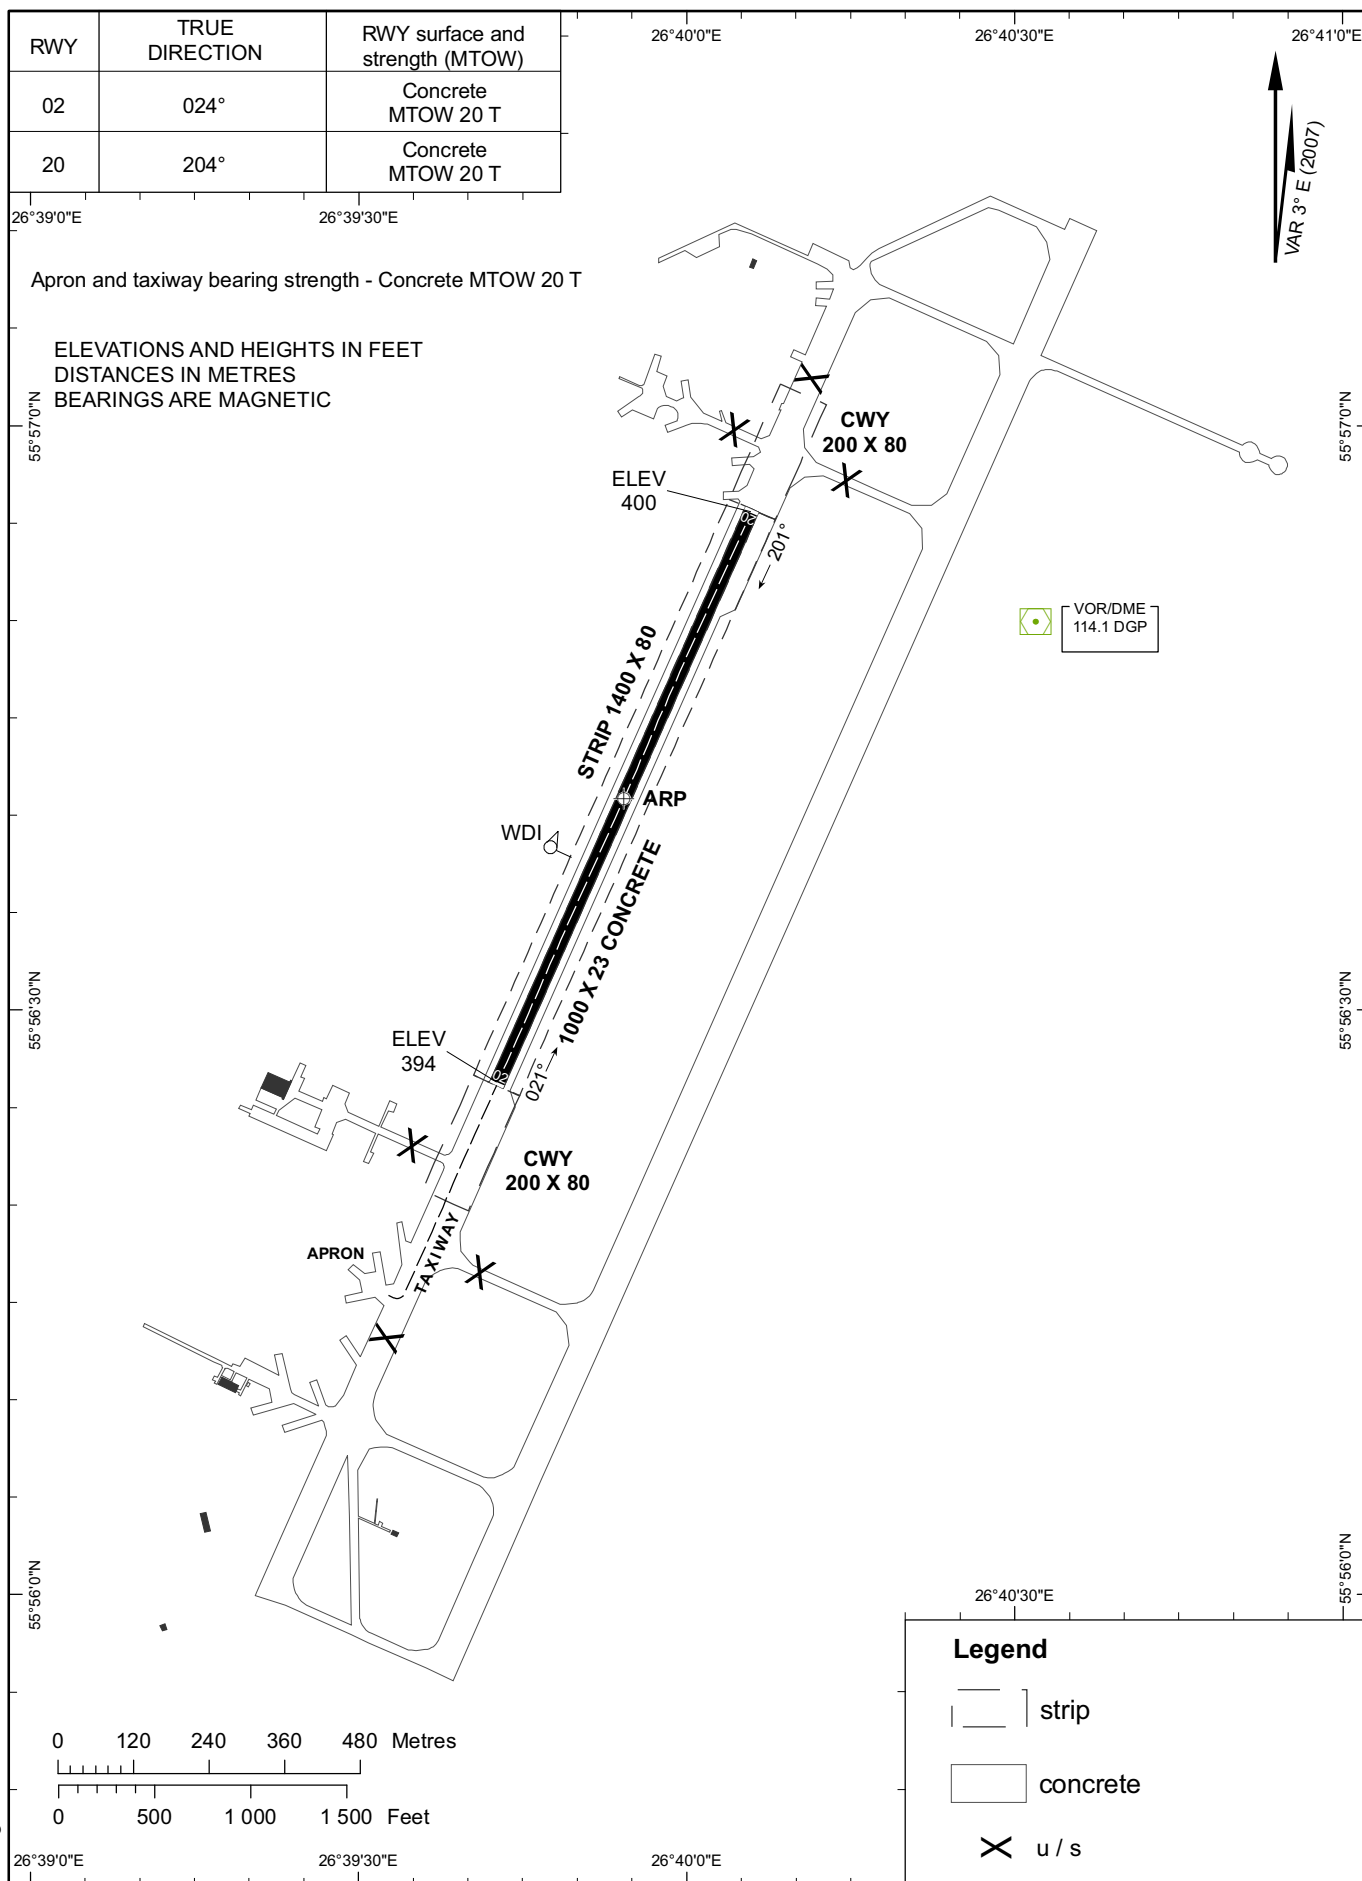 RWY
TRUE
DIRECTION
RWY surface and
strength (MTOW)
02
024°
Concrete
MTOW 20 T
20
204°
Concrete
MTOW 20 T
26°40'0"E
26°40'30"E
26°41'0"E
26°39'0"E
26°39'30"E
VAR 3° E (2007)
Apron and taxiway bearing strength - Concrete MTOW 20 T
ELEVATIONS AND HEIGHTS IN FEET
DISTANCES IN METRES
BEARINGS ARE MAGNETIC
55°57'0"N
55°57'0"N
CWY
200 X 80
ELEV
400
20
201°
VOR/DME
114.1 DGP
STRIP 1400 X 80
ARP
WDI
1000 X 23 CONCRETE
55°56'30"N
55°56'30"N
ELEV
394
02
021°
CWY
200 X 80
TAXIWAY
APRON
55°56'0"N
55°56'0"N
26°40'30"E
Legend
strip
concrete
u / s
0 120 240 360 480 Metres
0 500 1 000 1 500 Feet
26°39'0"E
26°39'30"E
26°40'0"E